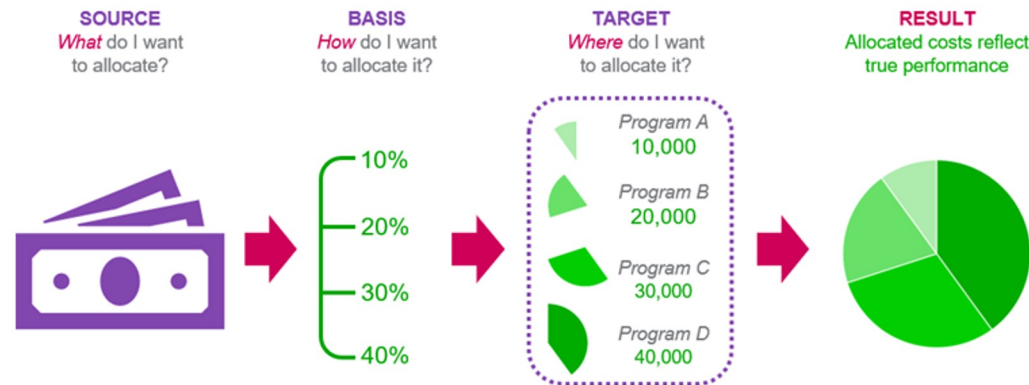 SOURCE
What do I want
to allocate?
BASIS
How do I want
to allocate it?
TARGET
Where do I want
to allocate it?
RESULT
Allocated costs reflect
true performance
10%
20%
30%
40%
Program A
10,000
Program B
20,000
Program C
30,000
Program D
40,000